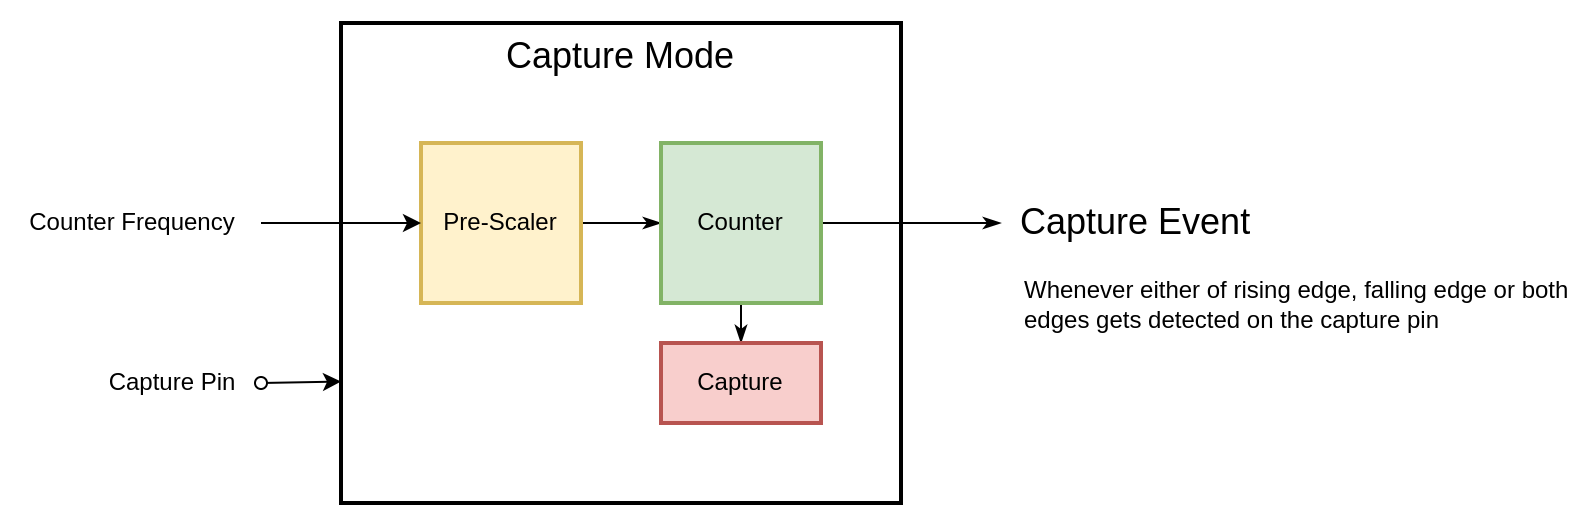 Capture Mode
Counter Frequency
Pre-Scaler
Counter
Capture Event
Whenever either of rising edge, falling edge or both
edges gets detected on the capture pin
Capture Pin
Capture